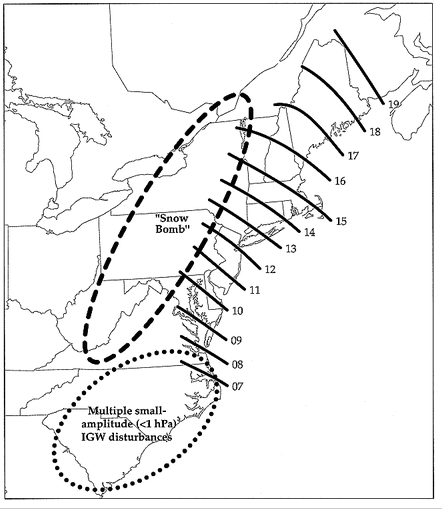 19
18
17
16
15
14
13
12
11
10
09
08
07
"Snow
Bomb"
Multiple small-
amplitude (<1 hPa)
IGW disturbances